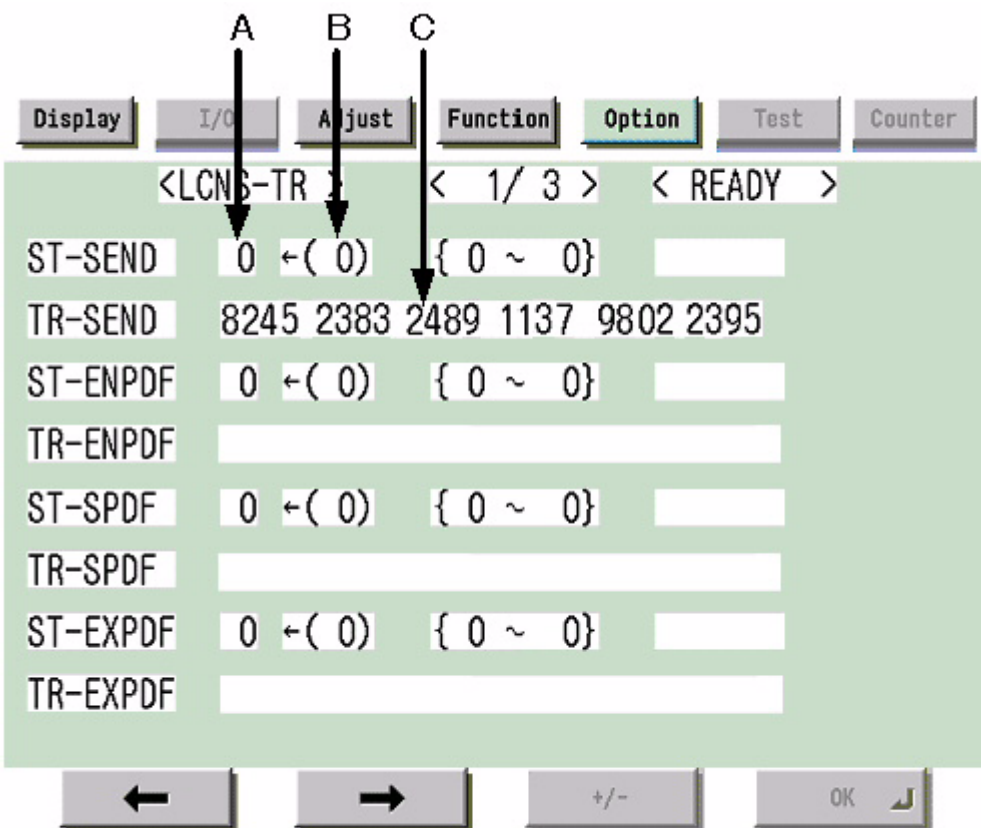 A B C
Display I/O Adjust Function Option Test Counter
<LCNS-TR > < 1/ 3 > < READY >
ST-SEND 0 ←( 0) { 0 ~ 0}
TR-SEND 8245 2383 2489 1137 9802 2395
ST-ENPDF 0 ←( 0) { 0 ~ 0}
TR-ENPDF
ST-SPDF 0 ←( 0) { 0 ~ 0}
TR-SPDF
ST-EXPDF 0 ←( 0) { 0 ~ 0}
TR-EXPDF
← → +/- OK